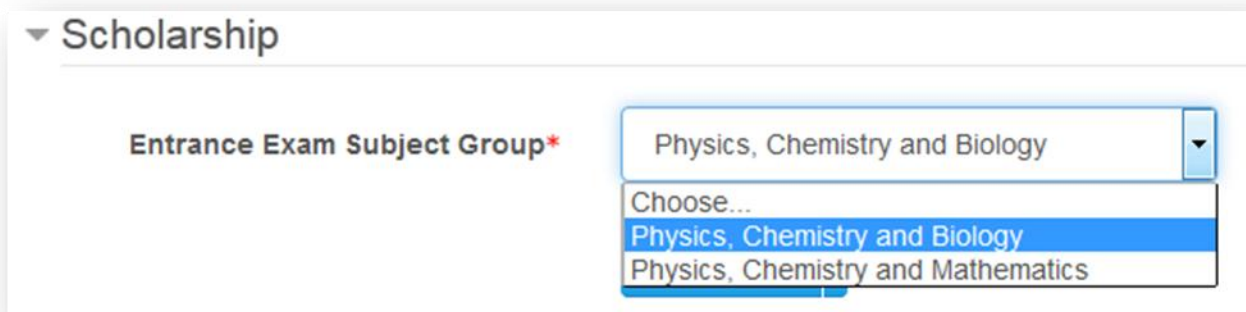 Scholarship
Entrance Exam Subject Group*
Physics, Chemistry and Biology
Choose...
Physics, Chemistry and Biology
Physics, Chemistry and Mathematics